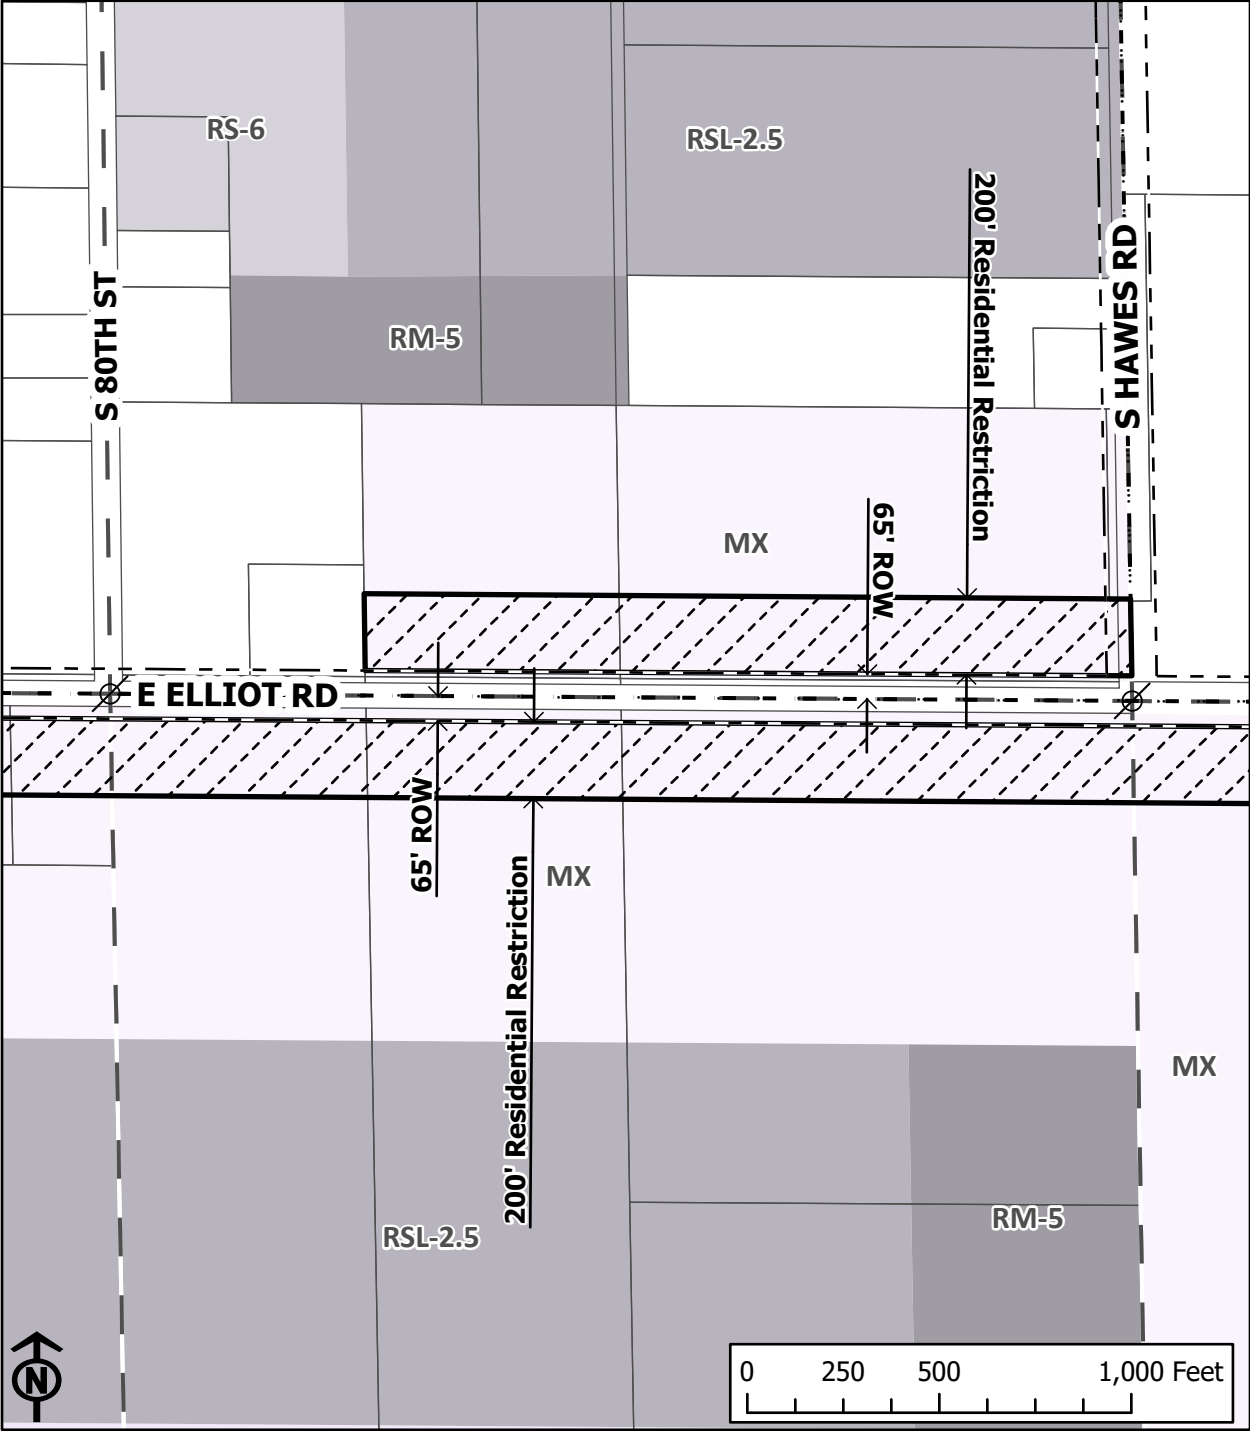 RS-6
RSL-2.5
200' Residential Restriction
S HAWES RD
S 80TH ST
RM-5
MX
65' ROW
E ELLIOT RD
65' ROW
MX
200' Residential Restriction
MX
RM-5
RSL-2.5
N
0 250 500 1,000 Feet